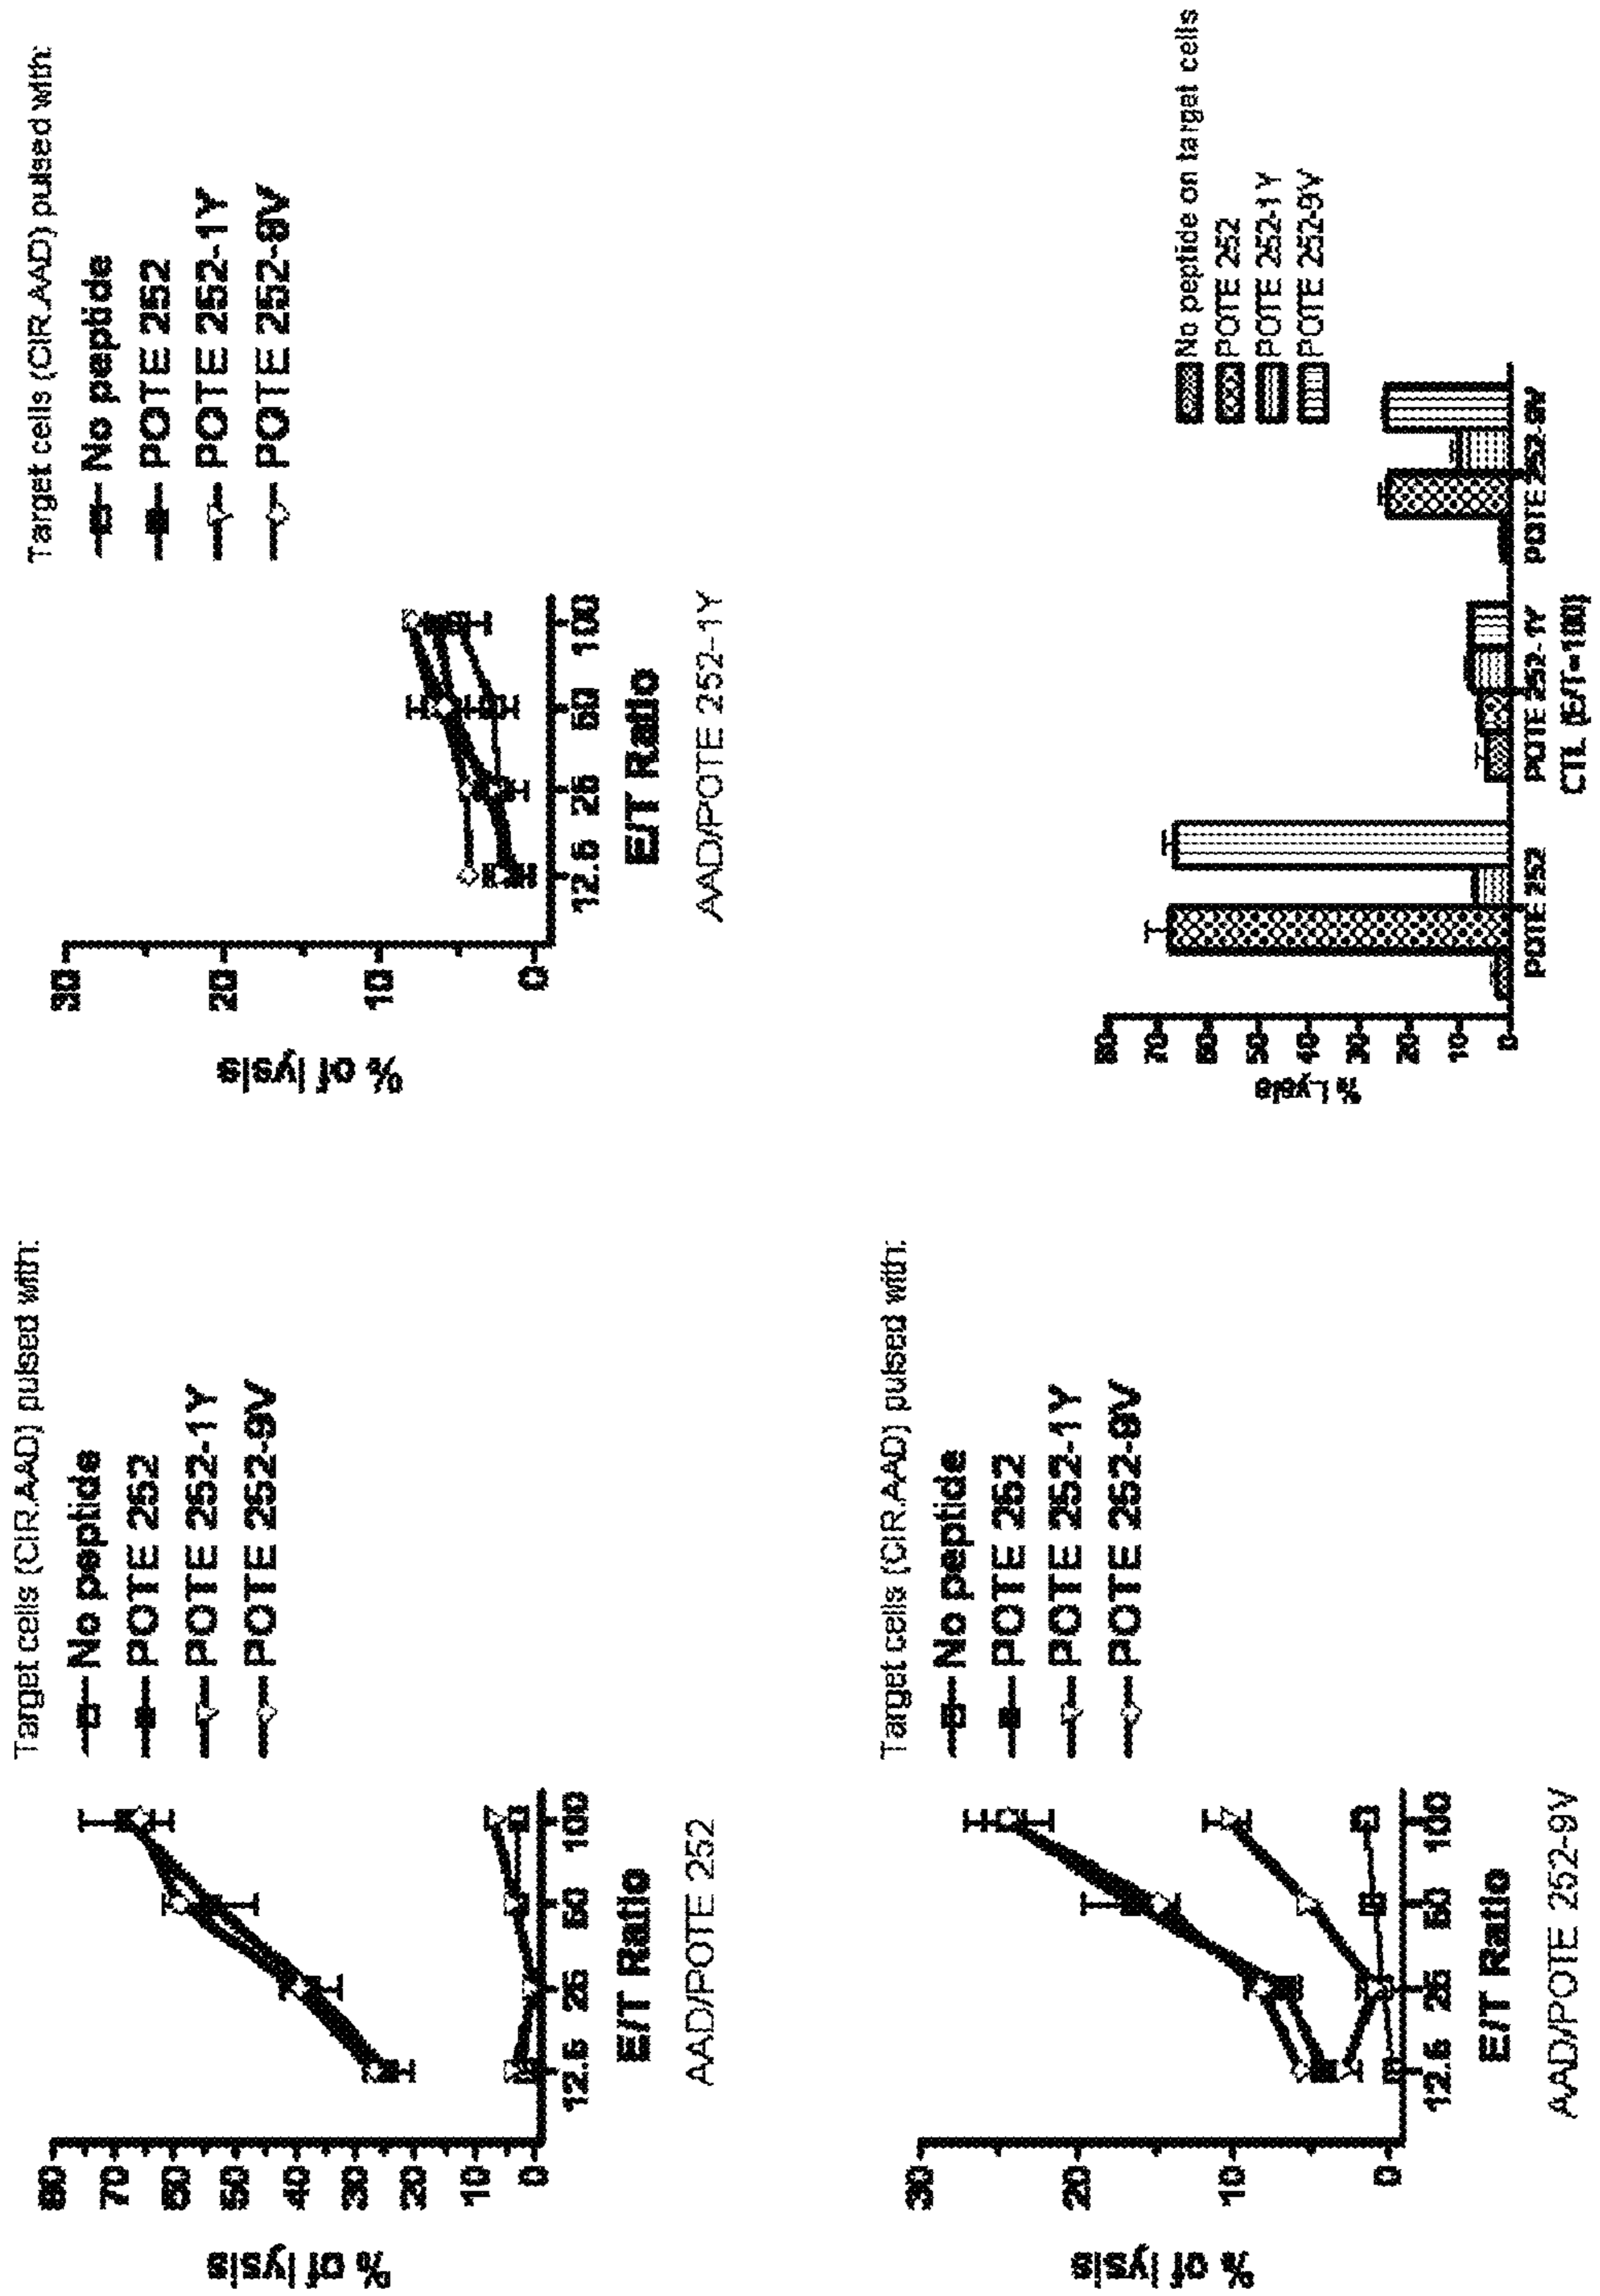 Target cells (CIR.AAD) pulsed with:
No peptide
POTE 252
POTE 252-1Y
POTE 252-9V
% of lysis
80
70
60
50
40
30
20
10
0
12.5 25 50 100
E/T Ratio
AAD/POTE 252
Target cells (CIR.AAD) pulsed with:
No peptide
POTE 252
POTE 252-1Y
POTE 252-9V
% of lysis
30
20
10
0
12.5 25 50 100
E/T Ratio
AAD/POTE 252-1Y
Target cells (CIR.AAD) pulsed with:
No peptide
POTE 252
POTE 252-1Y
POTE 252-9V
% of lysis
30
20
10
0
12.5 25 50 100
E/T Ratio
AAD/POTE 252-9V
No peptide on target cells
POTE 252
POTE 252-1Y
POTE 252-9V
% Lysis
80
70
60
50
40
30
20
10
0
POTE 252 POTE 252-1Y POTE 252-9V
CTL (E/T=100)